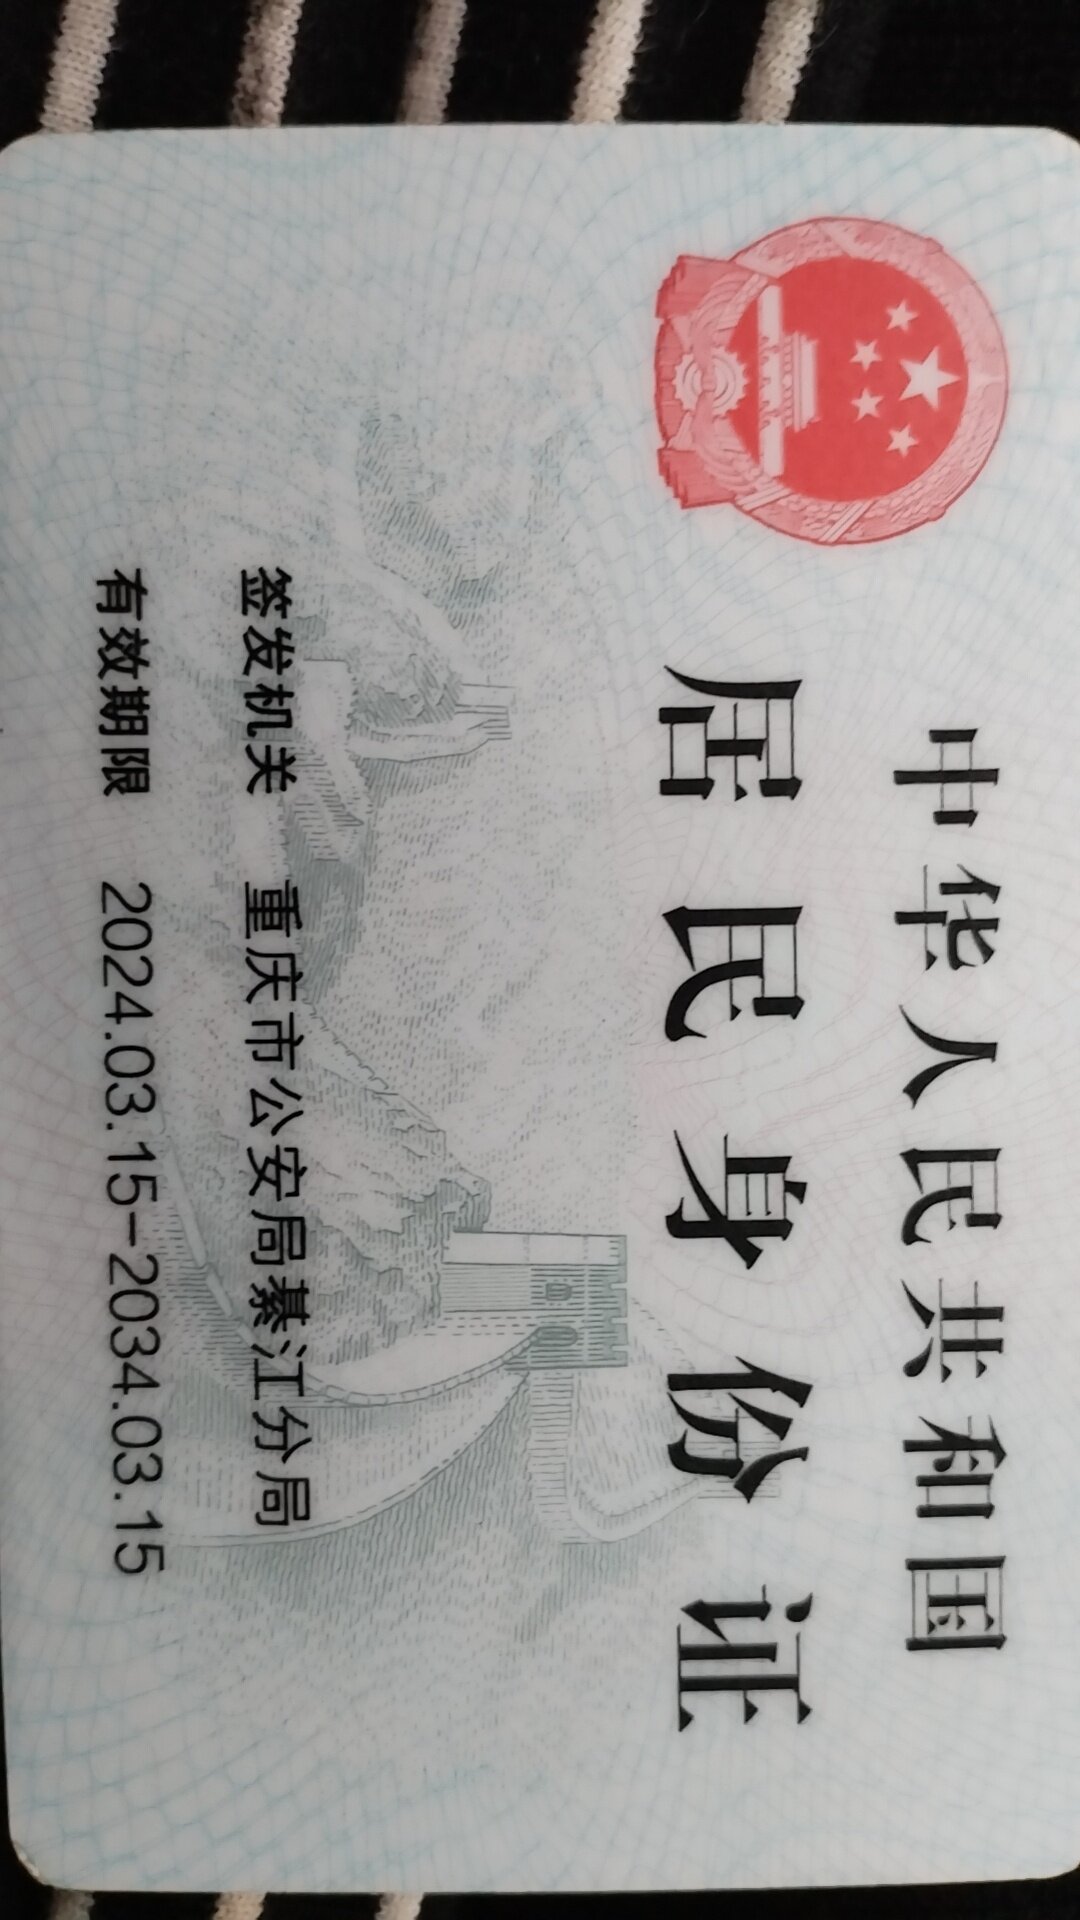 中华人民共和国
居民身份证
签发机关 重庆市公安局綦江分局
有效期限 2024.03.15-2034.03.15